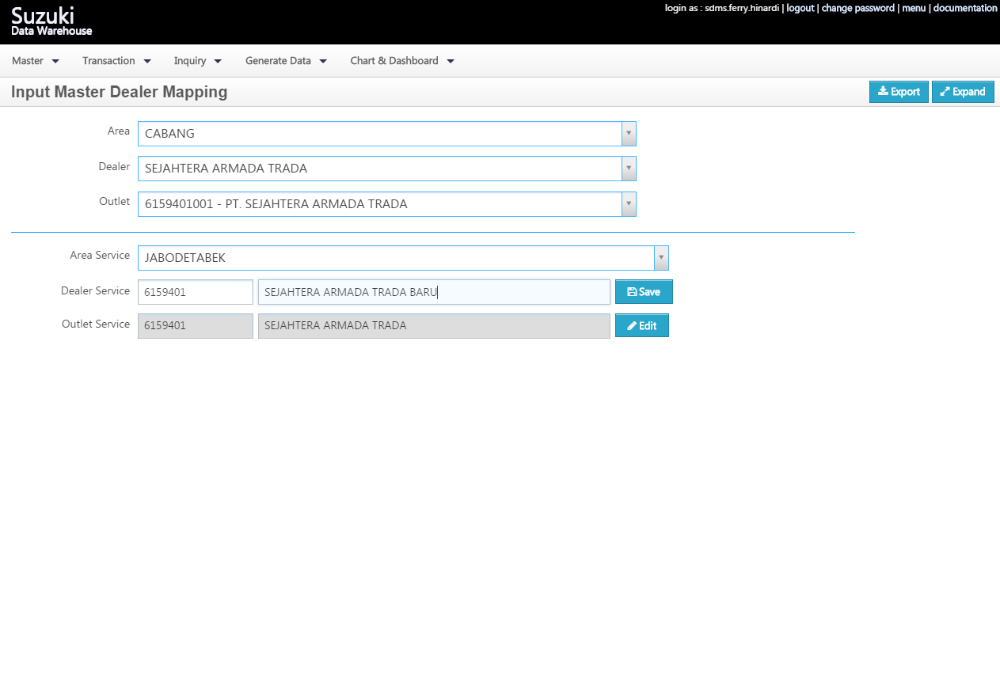 Suzuki
Data Warehouse
login as : sdms.ferry.hinardi | logout | change password | menu | documentation
Master Transaction Inquiry Generate Data Chart & Dashboard
Input Master Dealer Mapping Export Expand
Area CABANG
Dealer SEJAHTERA ARMADA TRADA
Outlet 6159401001 - PT. SEJAHTERA ARMADA TRADA
Area Service JABODETABEK
Dealer Service 6159401 SEJAHTERA ARMADA TRADA BARU Save
Outlet Service 6159401 SEJAHTERA ARMADA TRADA Edit